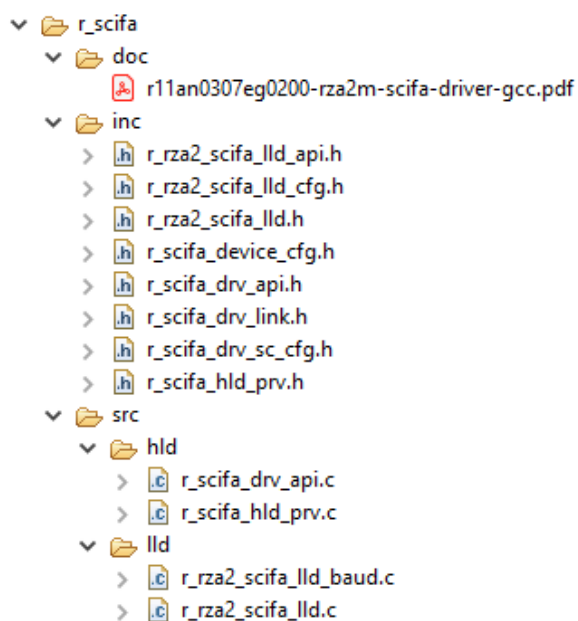 r_scifa
doc
r11an0307eg0200-rza2m-scifa-driver-gcc.pdf
inc
.h r_rza2_scifa_lld_api.h
.h r_rza2_scifa_lld_cfg.h
.h r_rza2_scifa_lld.h
.h r_scifa_device_cfg.h
.h r_scifa_drv_api.h
.h r_scifa_drv_link.h
.h r_scifa_drv_sc_cfg.h
.h r_scifa_hld_prv.h
src
hld
.c r_scifa_drv_api.c
.c r_scifa_hld_prv.c
lld
.c r_rza2_scifa_lld_baud.c
.c r_rza2_scifa_lld.c